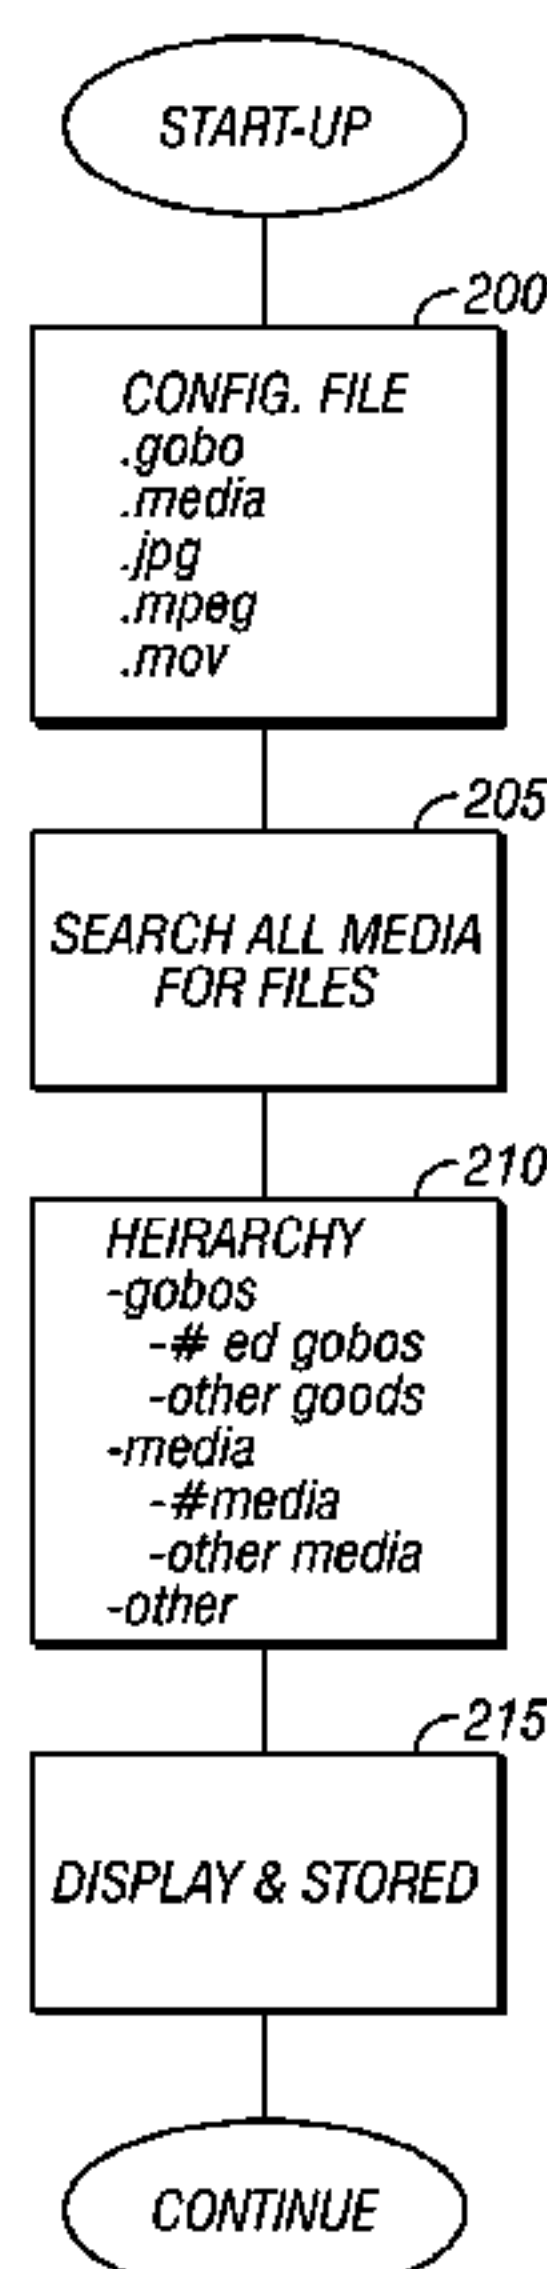 START-UP
200
CONFIG. FILE
.gobo
.media
.jpg
.mpeg
.mov
205
SEARCH ALL MEDIA
FOR FILES
210
HEIRARCHY
-gobos
-# ed gobos
-other goods
-media
-#media
-other media
-other
215
DISPLAY & STORED
CONTINUE